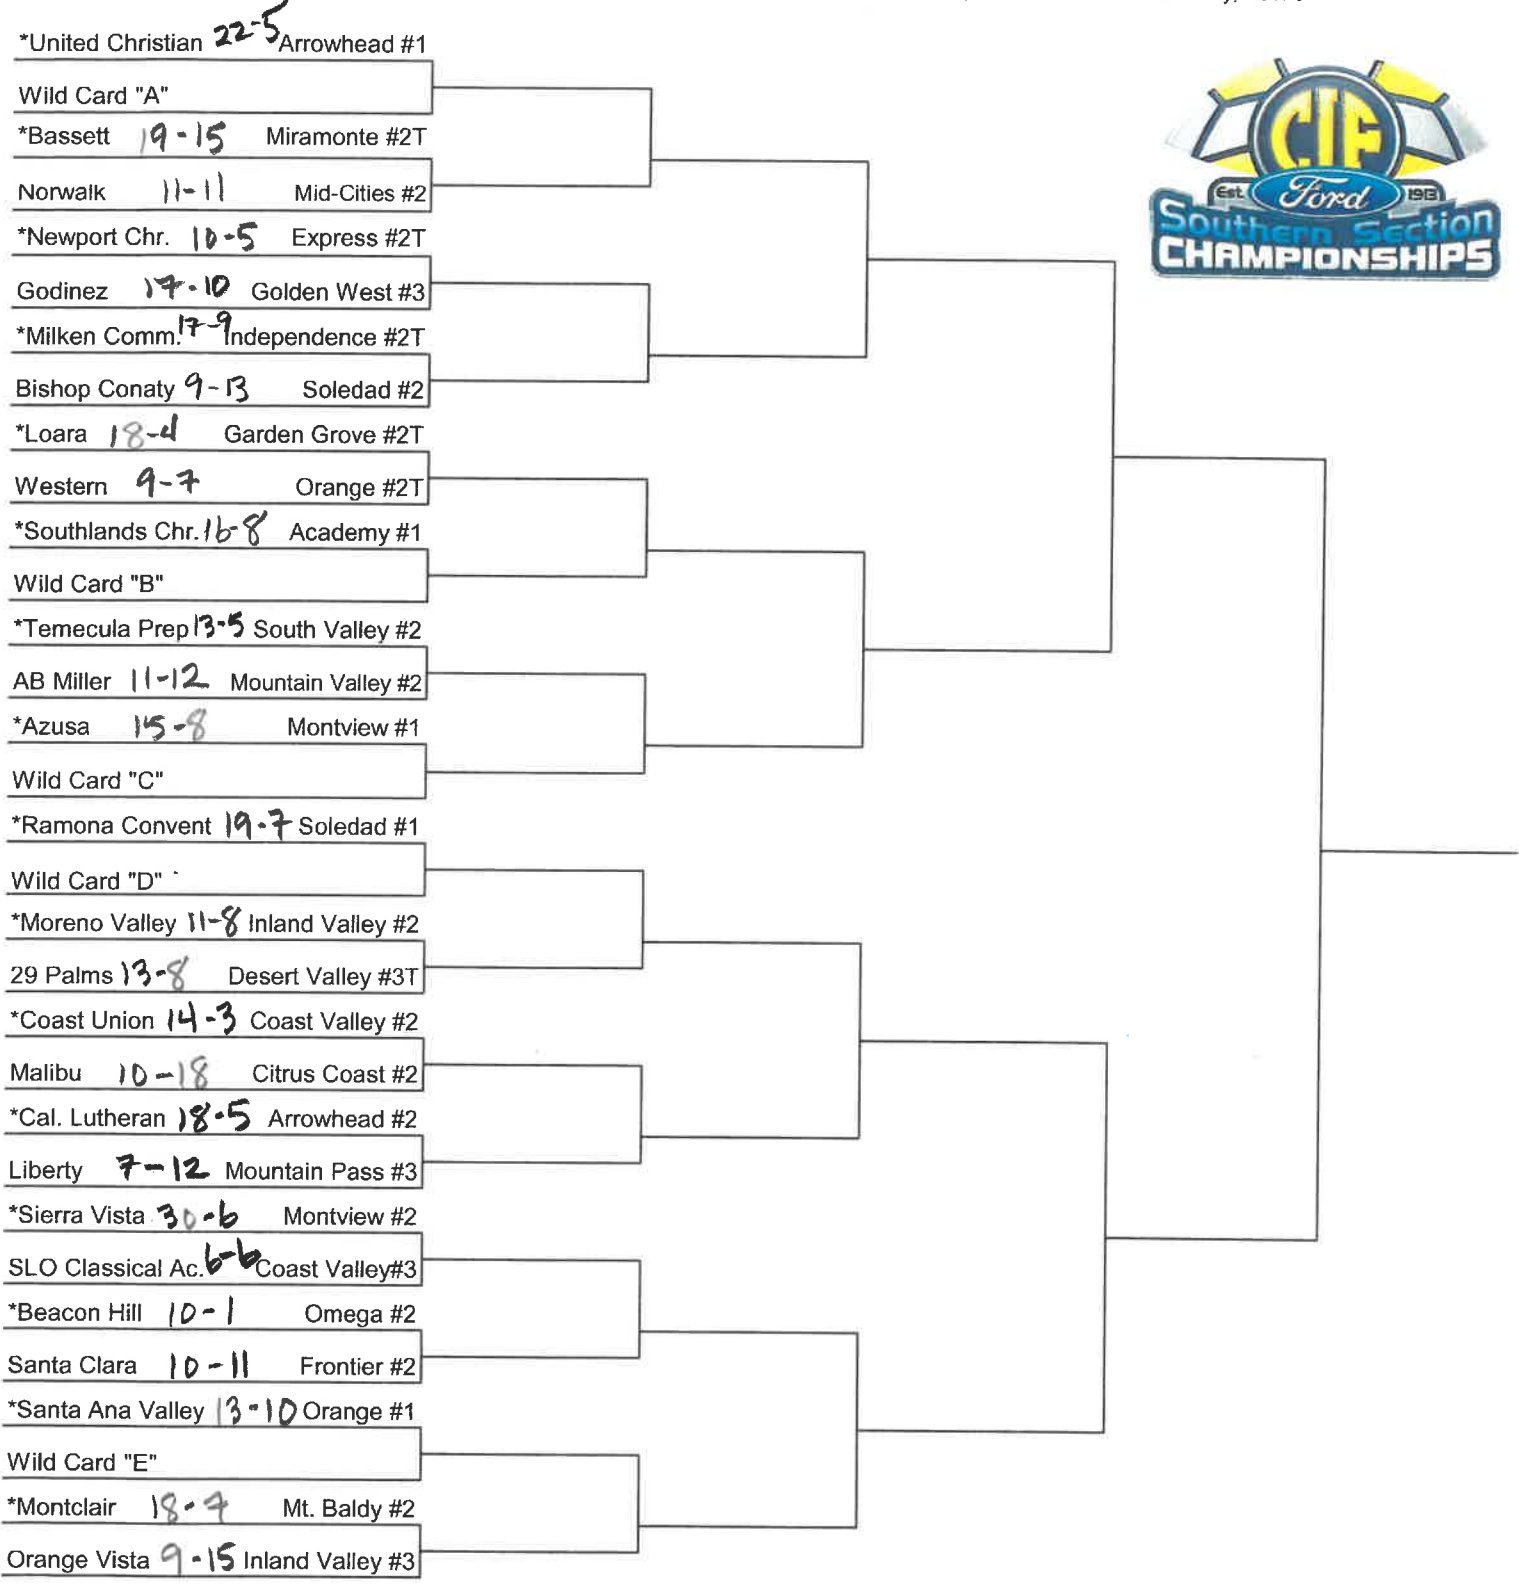 *United Christian 22-5 Arrowhead #1
Wild Card "A"
*Bassett 19-15 Miramonte #2T
Norwalk 11-11 Mid-Cities #2
*Newport Chr. 10-5 Express #2T
Godinez 17-10 Golden West #3
*Milken Comm. 17-9 Independence #2T
Bishop Conaty 9-13 Soledad #2
*Loara 18-4 Garden Grove #2T
Western 9-7 Orange #2T
*Southlands Chr. 16-8 Academy #1
Wild Card "B"
*Temecula Prep 13-5 South Valley #2
AB Miller 11-12 Mountain Valley #2
*Azusa 15-8 Montview #1
Wild Card "C"
*Ramona Convent 19-7 Soledad #1
Wild Card "D"
*Moreno Valley 11-8 Inland Valley #2
29 Palms 13-8 Desert Valley #3T
*Coast Union 14-3 Coast Valley #2
Malibu 10-18 Citrus Coast #2
*Cal. Lutheran 18-5 Arrowhead #2
Liberty 7-12 Mountain Pass #3
*Sierra Vista 30-6 Montview #2
SLO Classical Ac. 6-6 Coast Valley#3
*Beacon Hill 10-1 Omega #2
Santa Clara 10-11 Frontier #2
*Santa Ana Valley 13-10 Orange #1
Wild Card "E"
*Montclair Mt. Baldy #2
Orange Vista 9-15 Inland Valley #3
CIF
Est. Ford 1913
Southern Section
CHAMPIONSHIPS